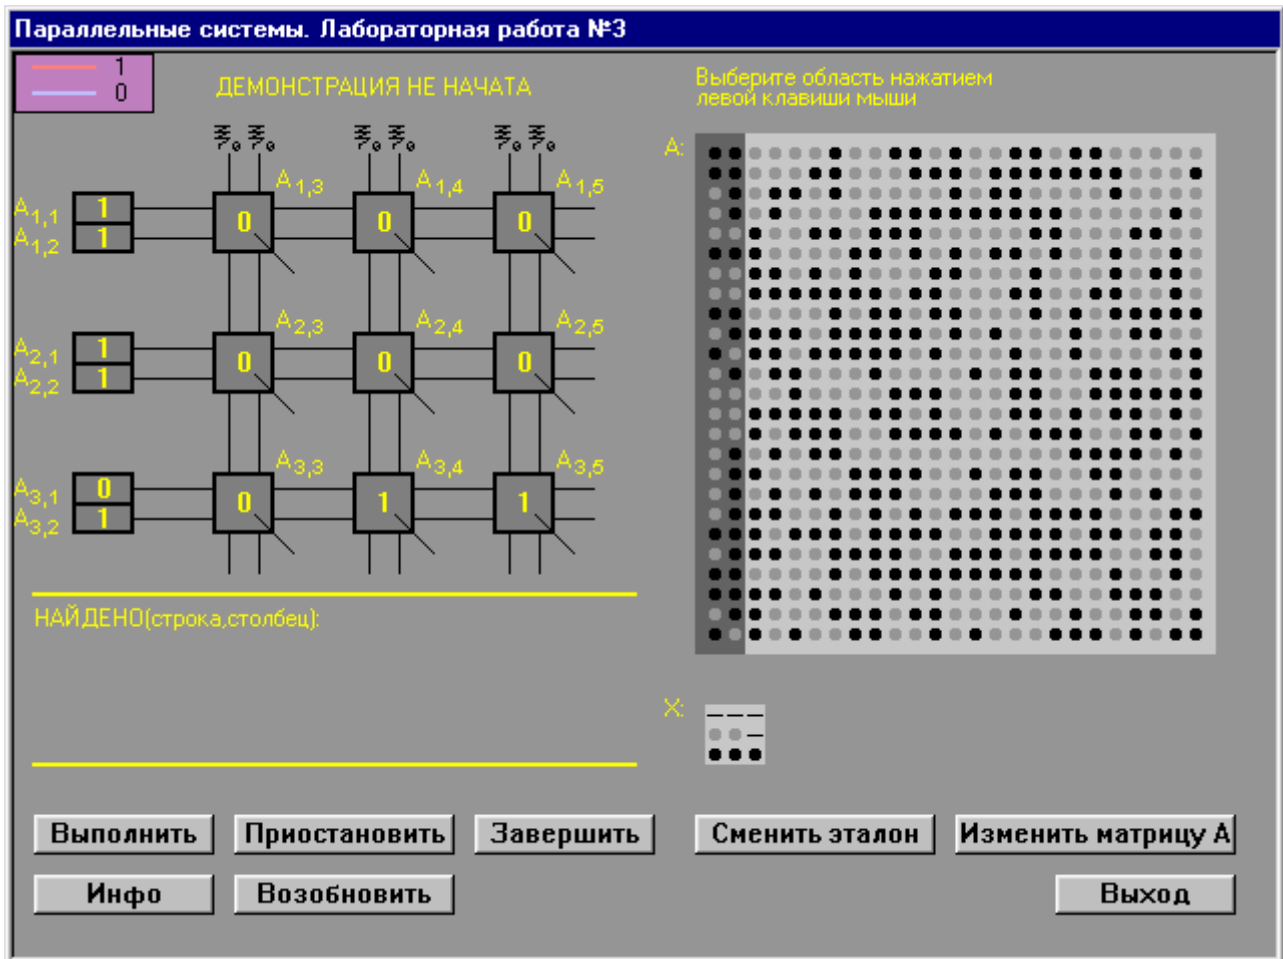 Параллельные системы. Лабораторная работа №3
1
0
ДЕМОНСТРАЦИЯ НЕ НАЧАТА
Выберите область нажатием
левой клавиши мыши
A:
A1,3 A1,4 A1,5
A1,1 1 0 0 0
A1,2 1
A2,3 A2,4 A2,5
A2,1 1 0 0 0
A2,2 1
A3,3 A3,4 A3,5
A3,1 0 0 1 1
A3,2 1
НАЙДЕНО(строка,столбец):
X:
Выполнить Приостановить Завершить Сменить эталон Изменить матрицу А
Инфо Возобновить Выход